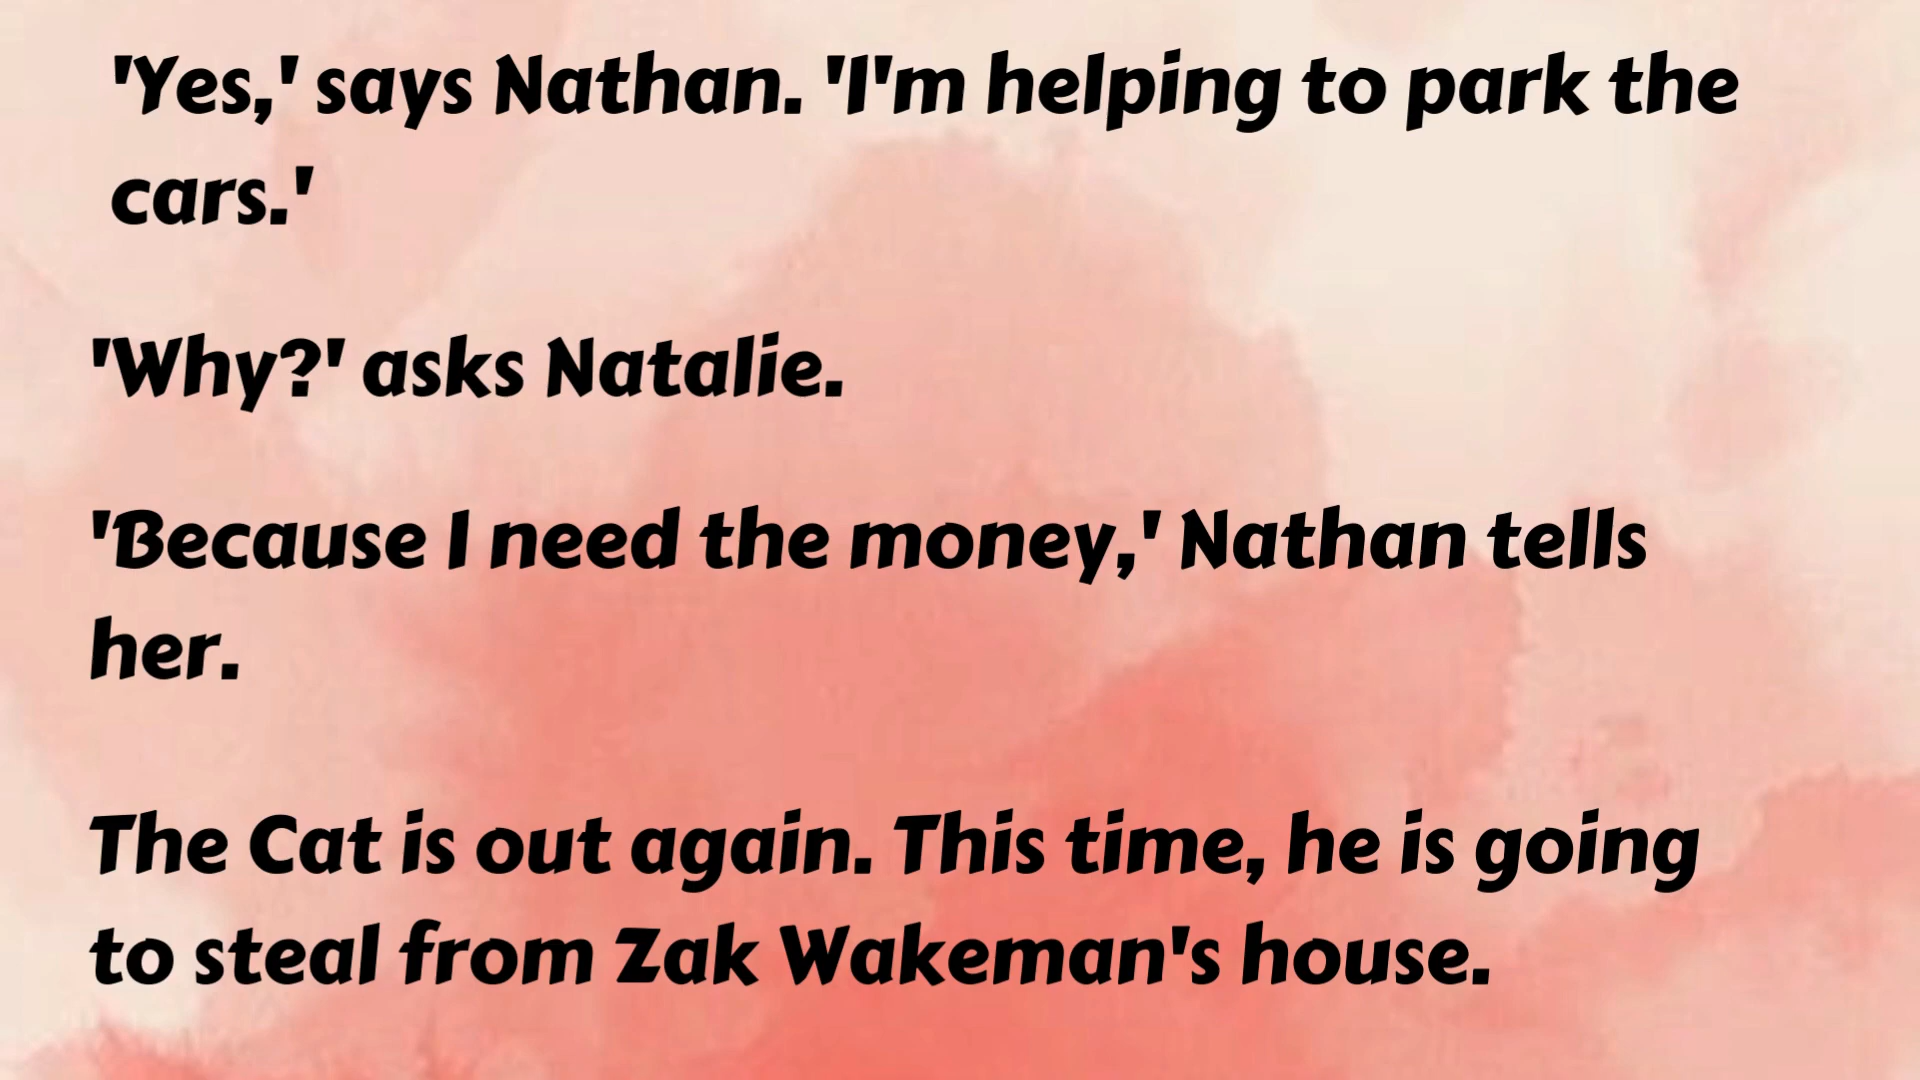 'Yes,' says Nathan. 'I'm helping to park the
cars.'
'Why?' asks Natalie.
'Because I need the money,' Nathan tells
her.
The Cat is out again. This time, he is going
to steal from Zak Wakeman's house.